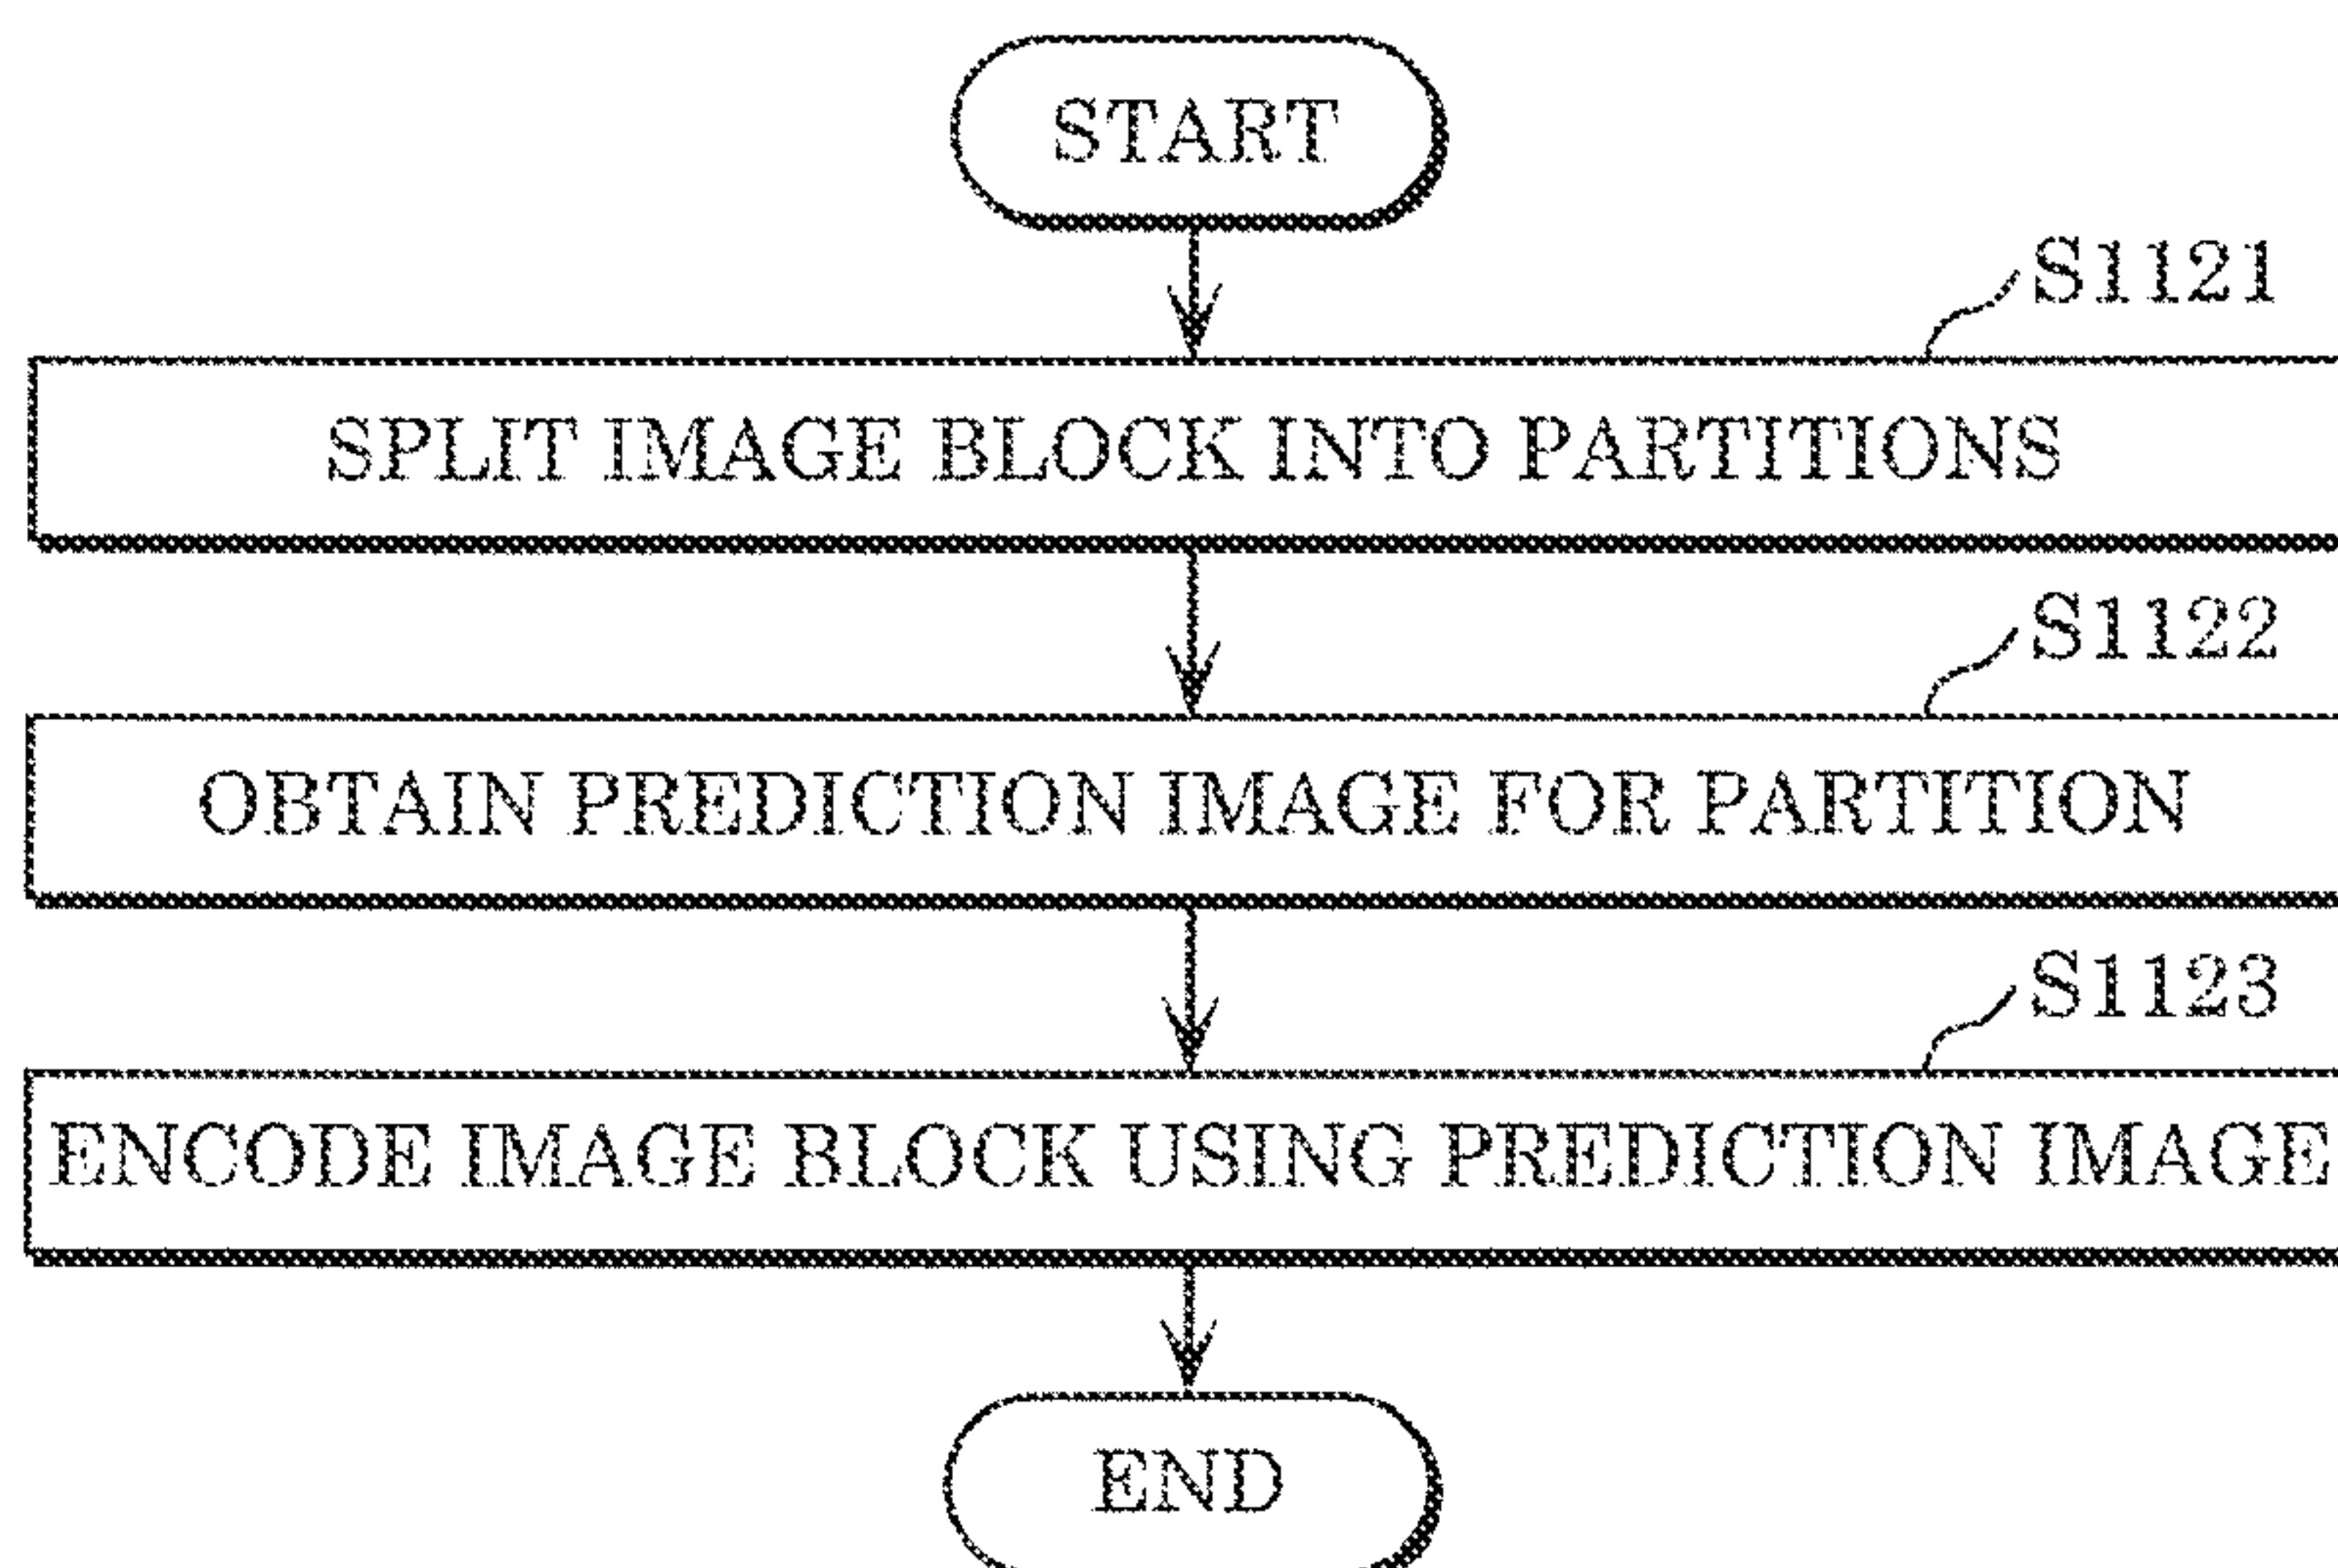 START
S1121
SPLIT IMAGE BLOCK INTO PARTITIONS
S1122
OBTAIN PREDICTION IMAGE FOR PARTITION
S1123
ENCODE IMAGE BLOCK USING PREDICTION IMAGE
END